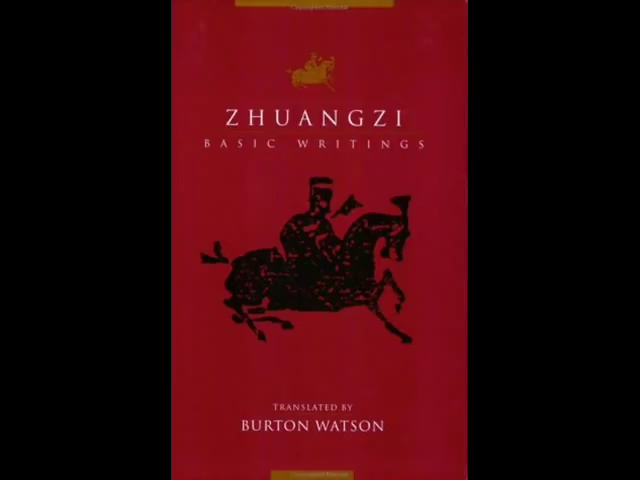 ZHUANGZI
BASIC WRITINGS
TRANSLATED BY
BURTON WATSON